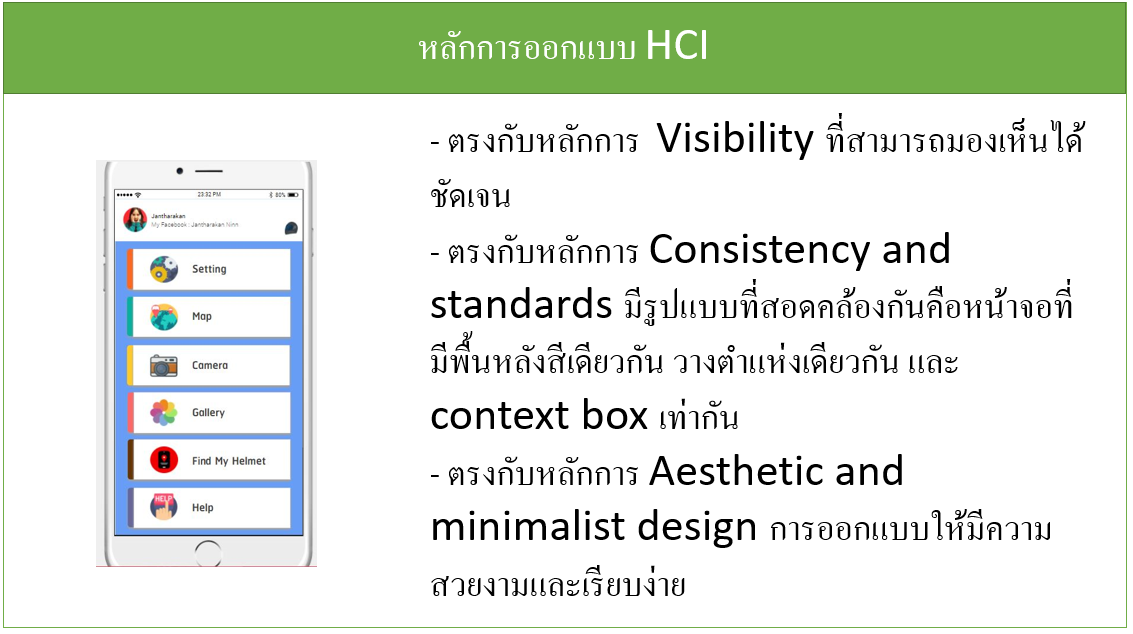 หลักการออกแบบ HCI
23:32 PM
80%
Jantharakan
My Facebook : Jantharakan Ninn
Setting
Map
Camera
Gallery
Find My Helmet
HELP
Help
- ตรงกับหลักการ Visibility ที่สามารถมองเห็นได้
ชัดเจน
- ตรงกับหลักการ Consistency and
standards มีรูปแบบที่สอดคล้องกันคือหน้าจอที่
มีพื้นหลังสีเดียวกัน วางตำแห่งเดียวกัน และ
context box เท่ากัน
- ตรงกับหลักการ Aesthetic and
minimalist design การออกแบบให้มีความ
สวยงามและเรียบง่าย